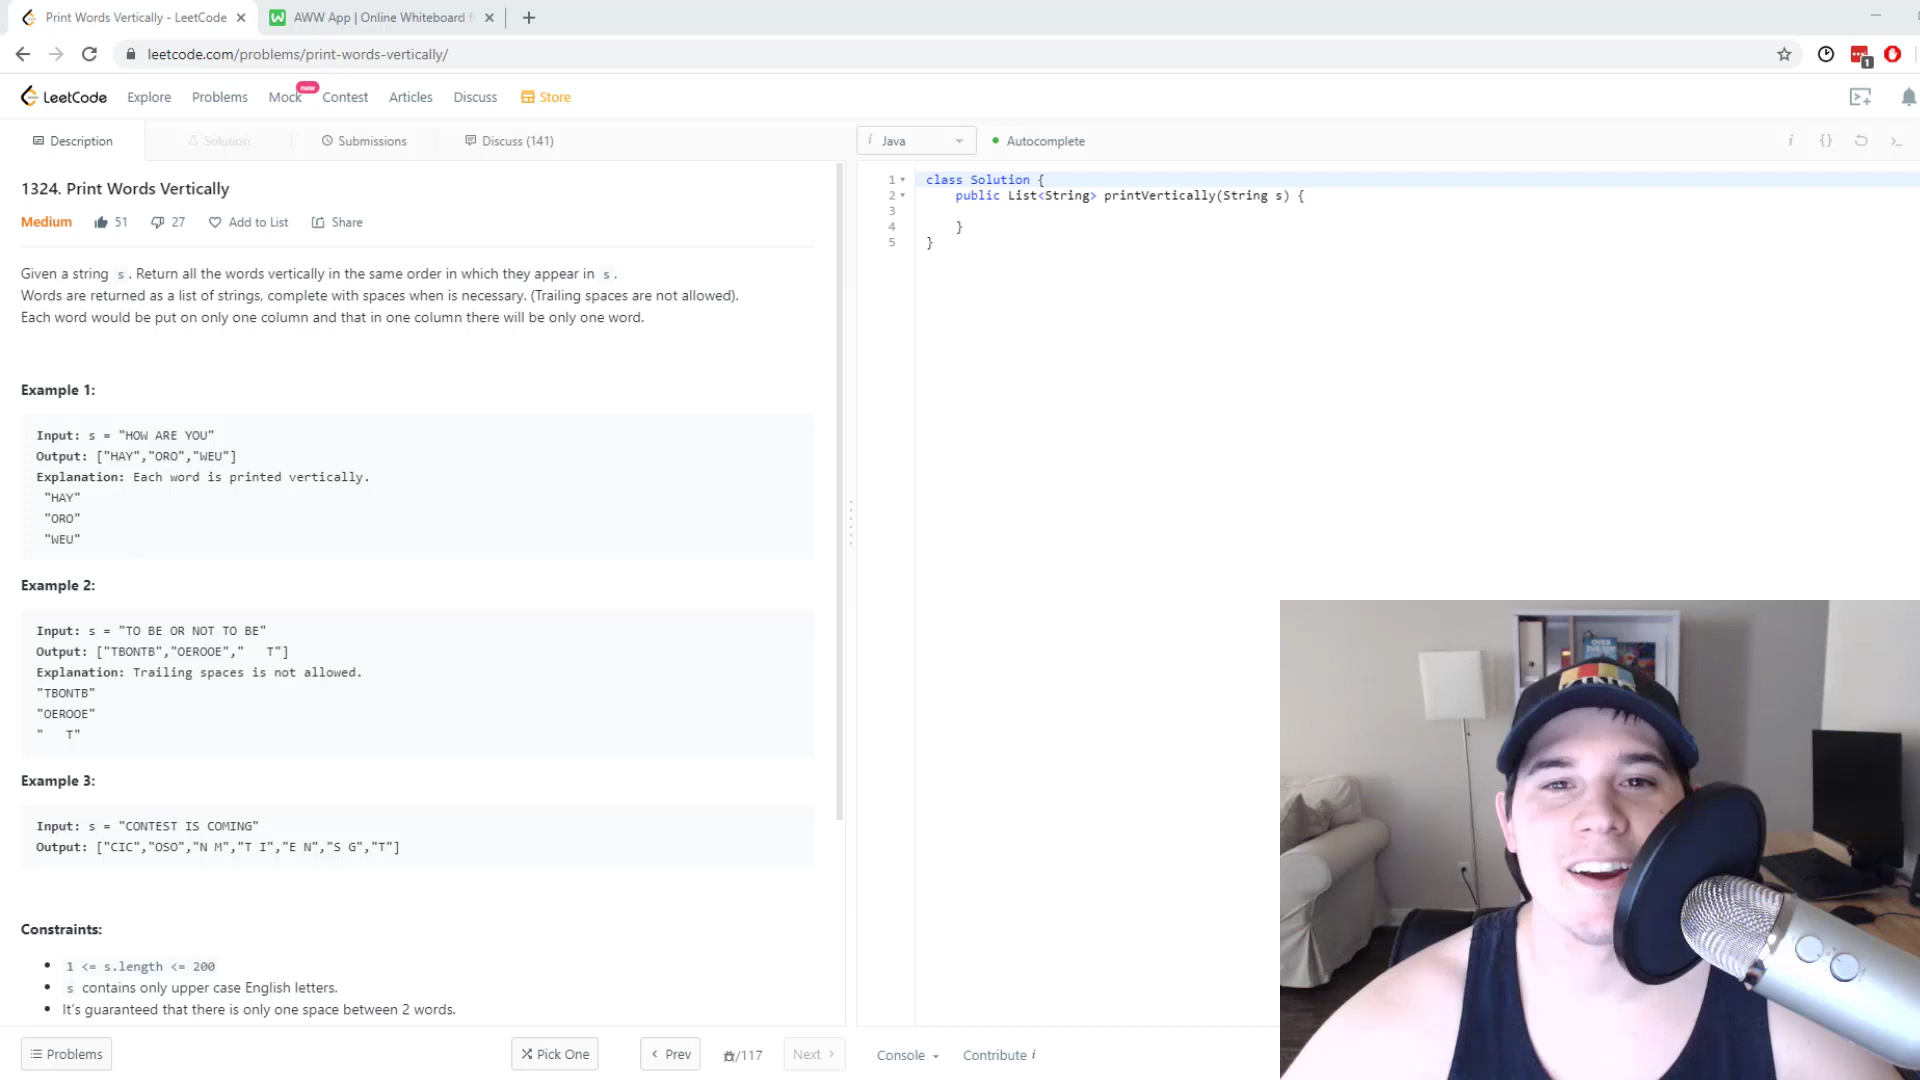 Print Words Vertically - LeetCode
AWW App | Online Whiteboard
leetcode.com/problems/print-words-vertically/
1
LeetCode
Explore
Problems
Mock
new
Contest
Articles
Discuss
Store
Description
Solution
Submissions
Discuss (141)
i Java
Autocomplete
i {} >_
1324. Print Words Vertically
Medium
51
27
Add to List
Share
Given a string s. Return all the words vertically in the same order in which they appear in s.
Words are returned as a list of strings, complete with spaces when is necessary. (Trailing spaces are not allowed).
Each word would be put on only one column and that in one column there will be only one word.
Example 1:
Input: s = "HOW ARE YOU"
Output: ["HAY","ORO","WEU"]
Explanation: Each word is printed vertically.
"HAY"
"ORO"
"WEU"
Example 2:
Input: s = "TO BE OR NOT TO BE"
Output: ["TBONTB","OEROOE","   T"]
Explanation: Trailing spaces is not allowed.
"TBONTB"
"OEROOE"
"   T"
Example 3:
Input: s = "CONTEST IS COMING"
Output: ["CIC","OSO","N M","T I","E N","S G","T"]
Constraints:
1 <= s.length <= 200
s contains only upper case English letters.
It's guaranteed that there is only one space between 2 words.
Problems
Pick One
Prev
/117
Next
1 class Solution {
2     public List<String> printVertically(String s) {
3
4     }
5 }
Console
Contribute i